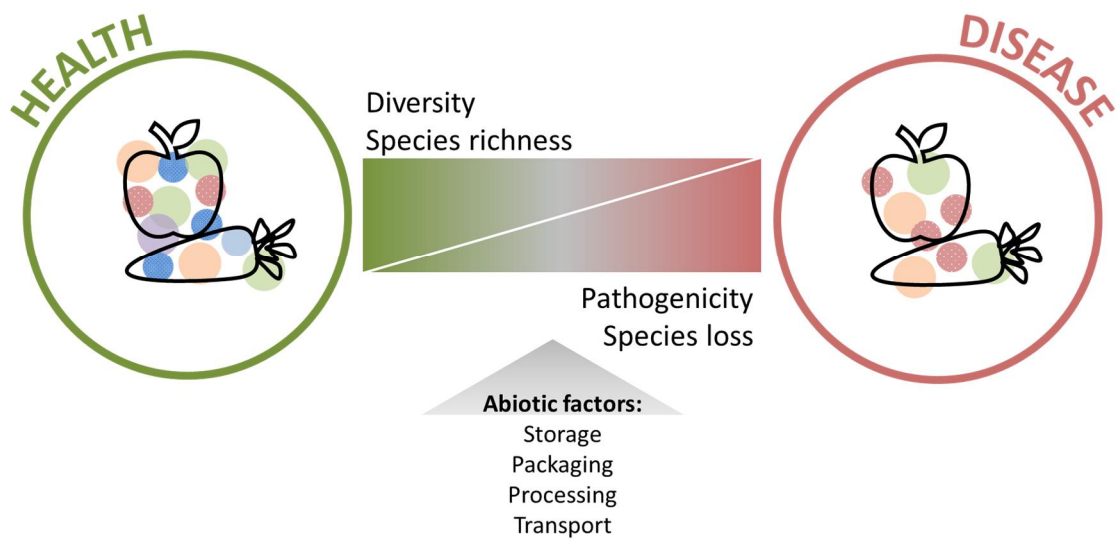 HEALTH
DISEASE
Diversity
Species richness
Pathogenicity
Species loss
Abiotic factors:
Storage
Packaging
Processing
Transport